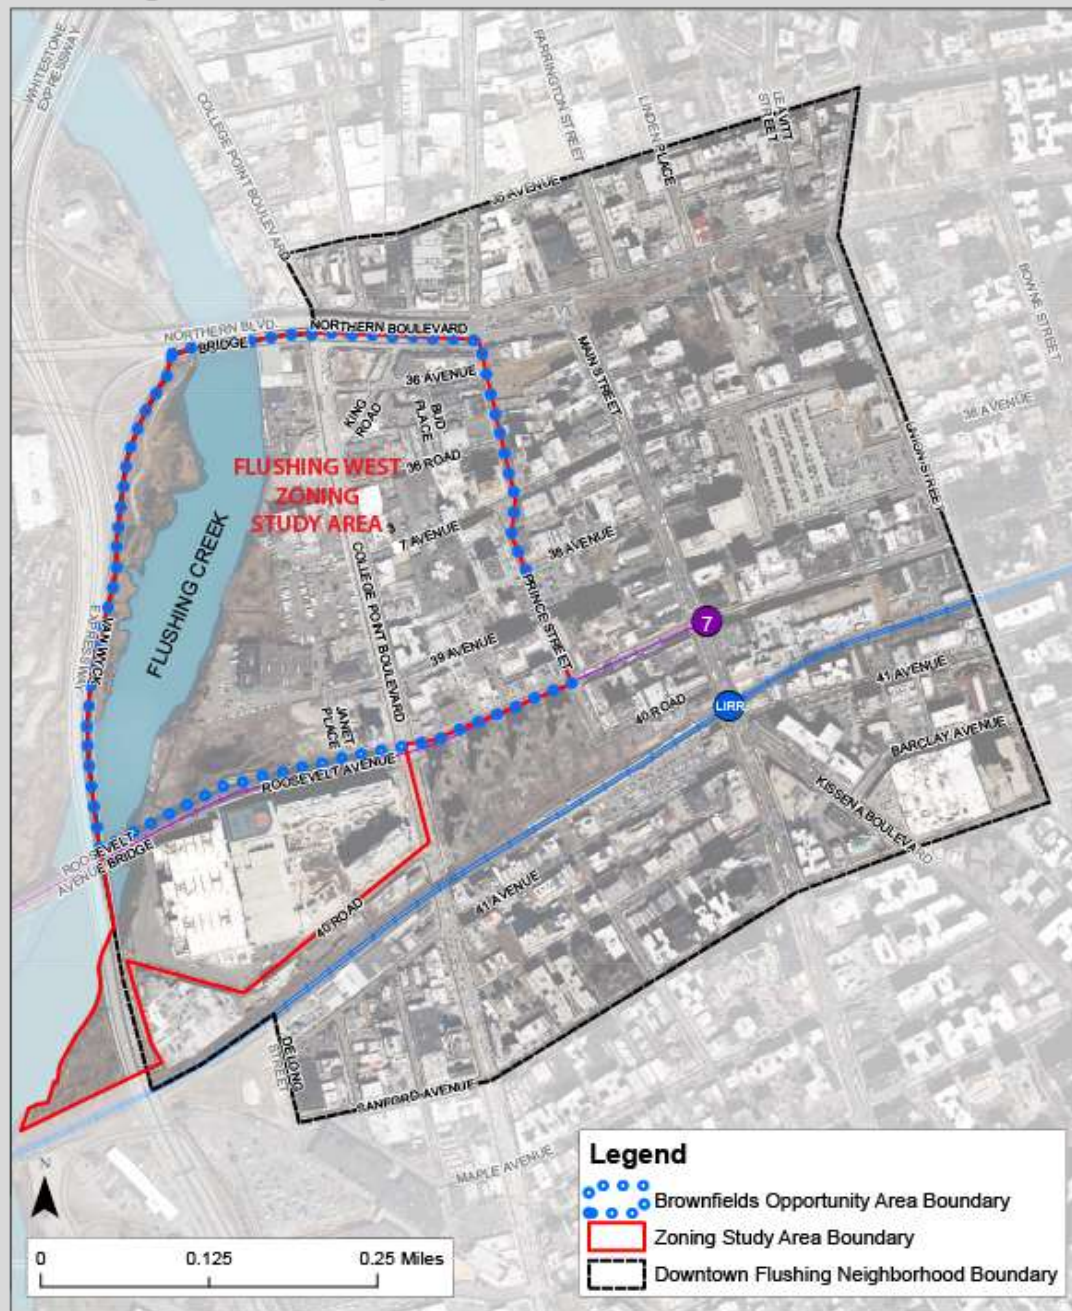 WHITESTONE
EXPRESSWAY
COLLEGE POINT BOULEVARD
FARRINGTON STREET
LINDEN PLACE
LEAVITT
STREET
35 AVENUE
BOWNE STREET
NORTHERN BLVD.
BRIDGE
NORTHERN BOULEVARD
MAIN STREET
36 AVENUE
KING
ROAD
BUD
PLACE
36 ROAD
38 AVENUE
UNION STREET
FLUSHING WEST
ZONING
STUDY AREA
7 AVENUE
38 AVENUE
FLUSHING CREEK
COLLEGE POINT BOULEVARD
PRINCE STREET
VAN WYCK
EXPRESSWAY
7
39 AVENUE
41 AVENUE
JANET
PLACE
40 ROAD
LIRR
BARCLAY AVENUE
ROOSEVELT AVENUE
KISSENA BOULEVARD
ROOSEVELT
AVENUE BRIDGE
41 AVENUE
40 ROAD
DELONG
STREET
SANFORD AVENUE
MAPLE AVENUE
N
0 0.125 0.25 Miles
Legend
Brownfields Opportunity Area Boundary
Zoning Study Area Boundary
Downtown Flushing Neighborhood Boundary